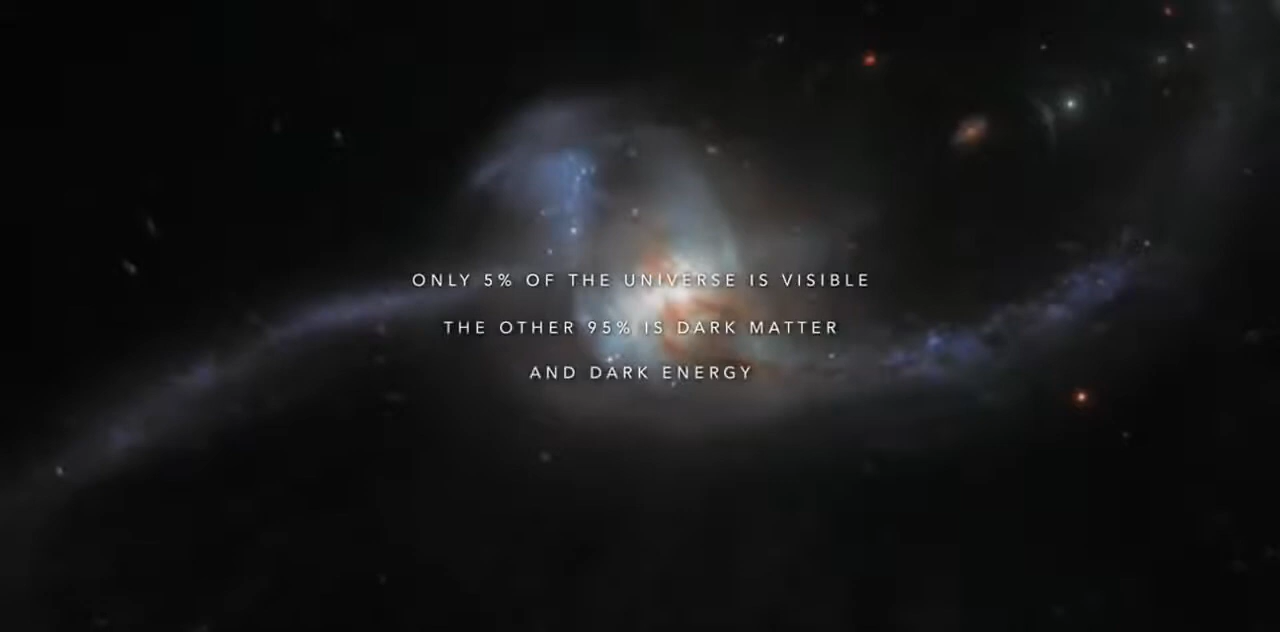 ONLY 5% OF THE UNIVERSE IS VISIBLE
THE OTHER 95% IS DARK MATTER
AND DARK ENERGY